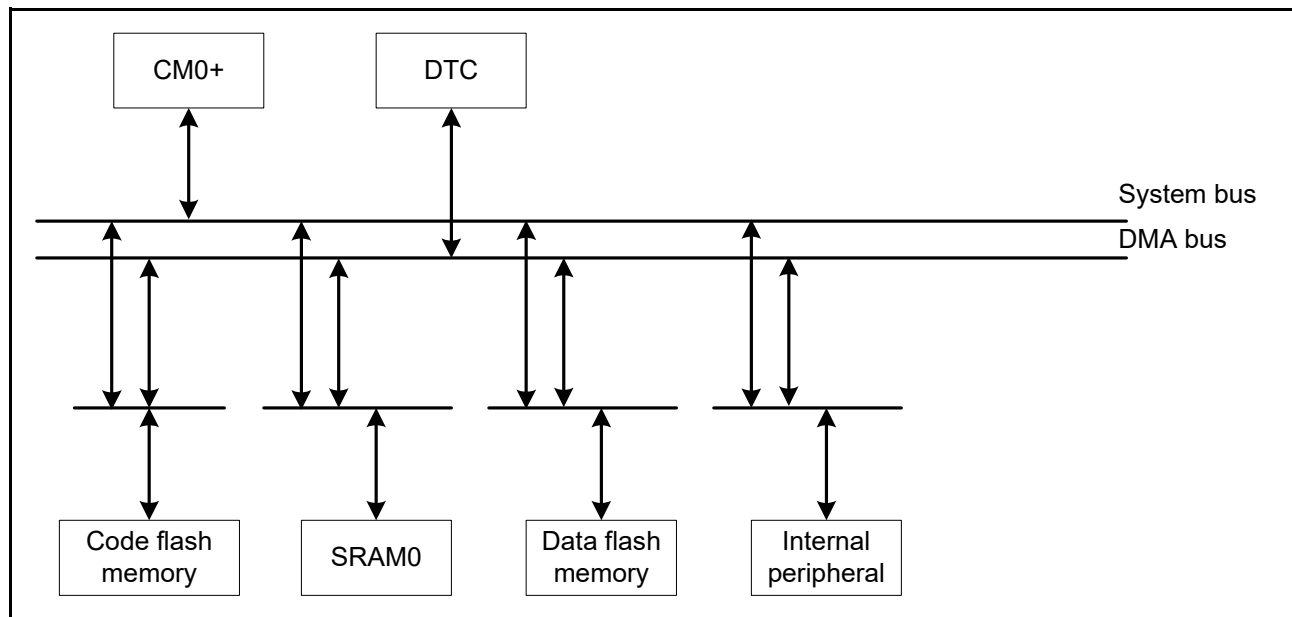 CM0+
DTC
System bus
DMA bus
Code flash
memory
SRAM0
Data flash
memory
Internal
peripheral